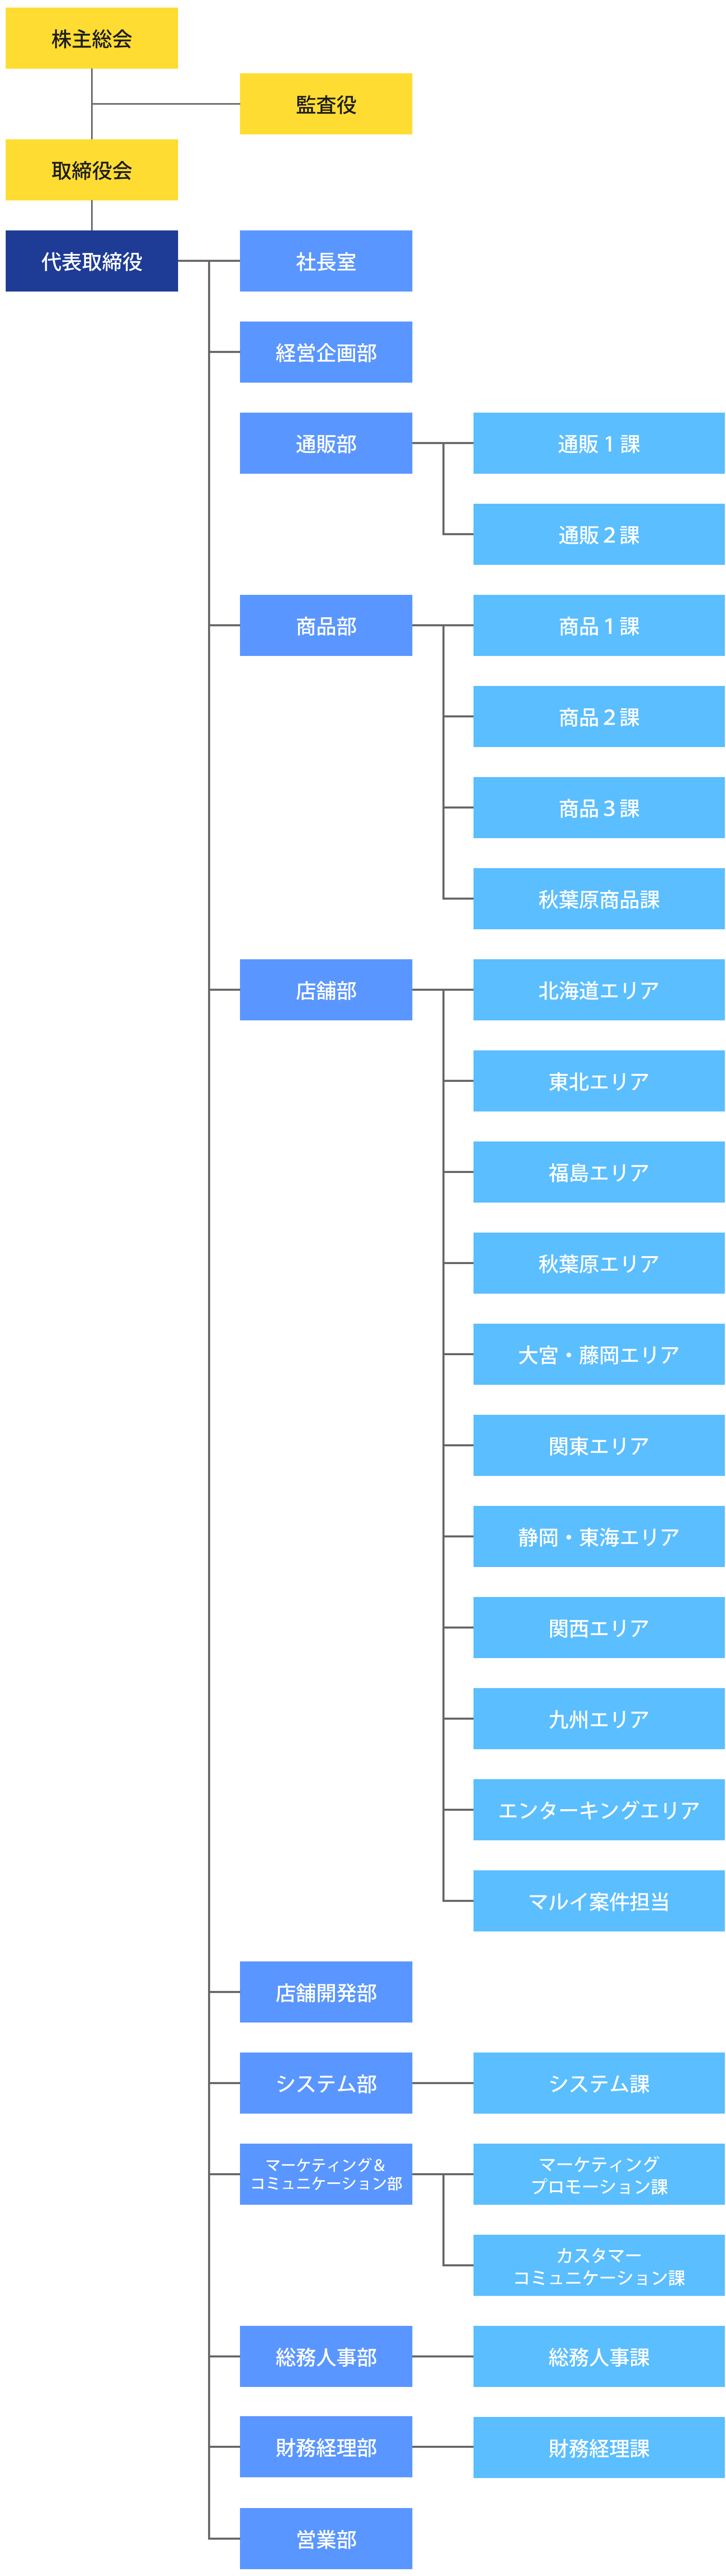 株主総会
監査役
取締役会
代表取締役
社長室
経営企画部
通販部
通販１課
通販２課
商品部
商品１課
商品２課
商品３課
秋葉原商品課
店舗部
北海道エリア
東北エリア
福島エリア
秋葉原エリア
大宮・藤岡エリア
関東エリア
静岡・東海エリア
関西エリア
九州エリア
エンターキングエリア
マルイ案件担当
店舗開発部
システム部
システム課
マーケティング＆
コミュニケーション部
マーケティング
プロモーション課
カスタマー
コミュニケーション課
総務人事部
総務人事課
財務経理部
財務経理課
営業部